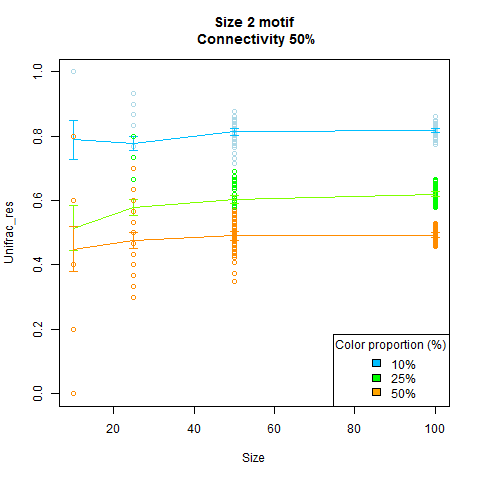 Size 2 motif
Connectivity 50%
Unifrac_res
1.0
0.8
0.6
0.4
0.2
0.0
Color proportion (%)
10%
25%
50%
20 40 60 80 100
Size